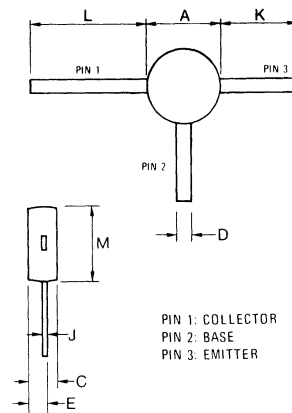 L A K
PIN 1 PIN 3
PIN 2
D
M
J
C
E
PIN 1: COLLECTOR
PIN 2: BASE
PIN 3: EMITTER